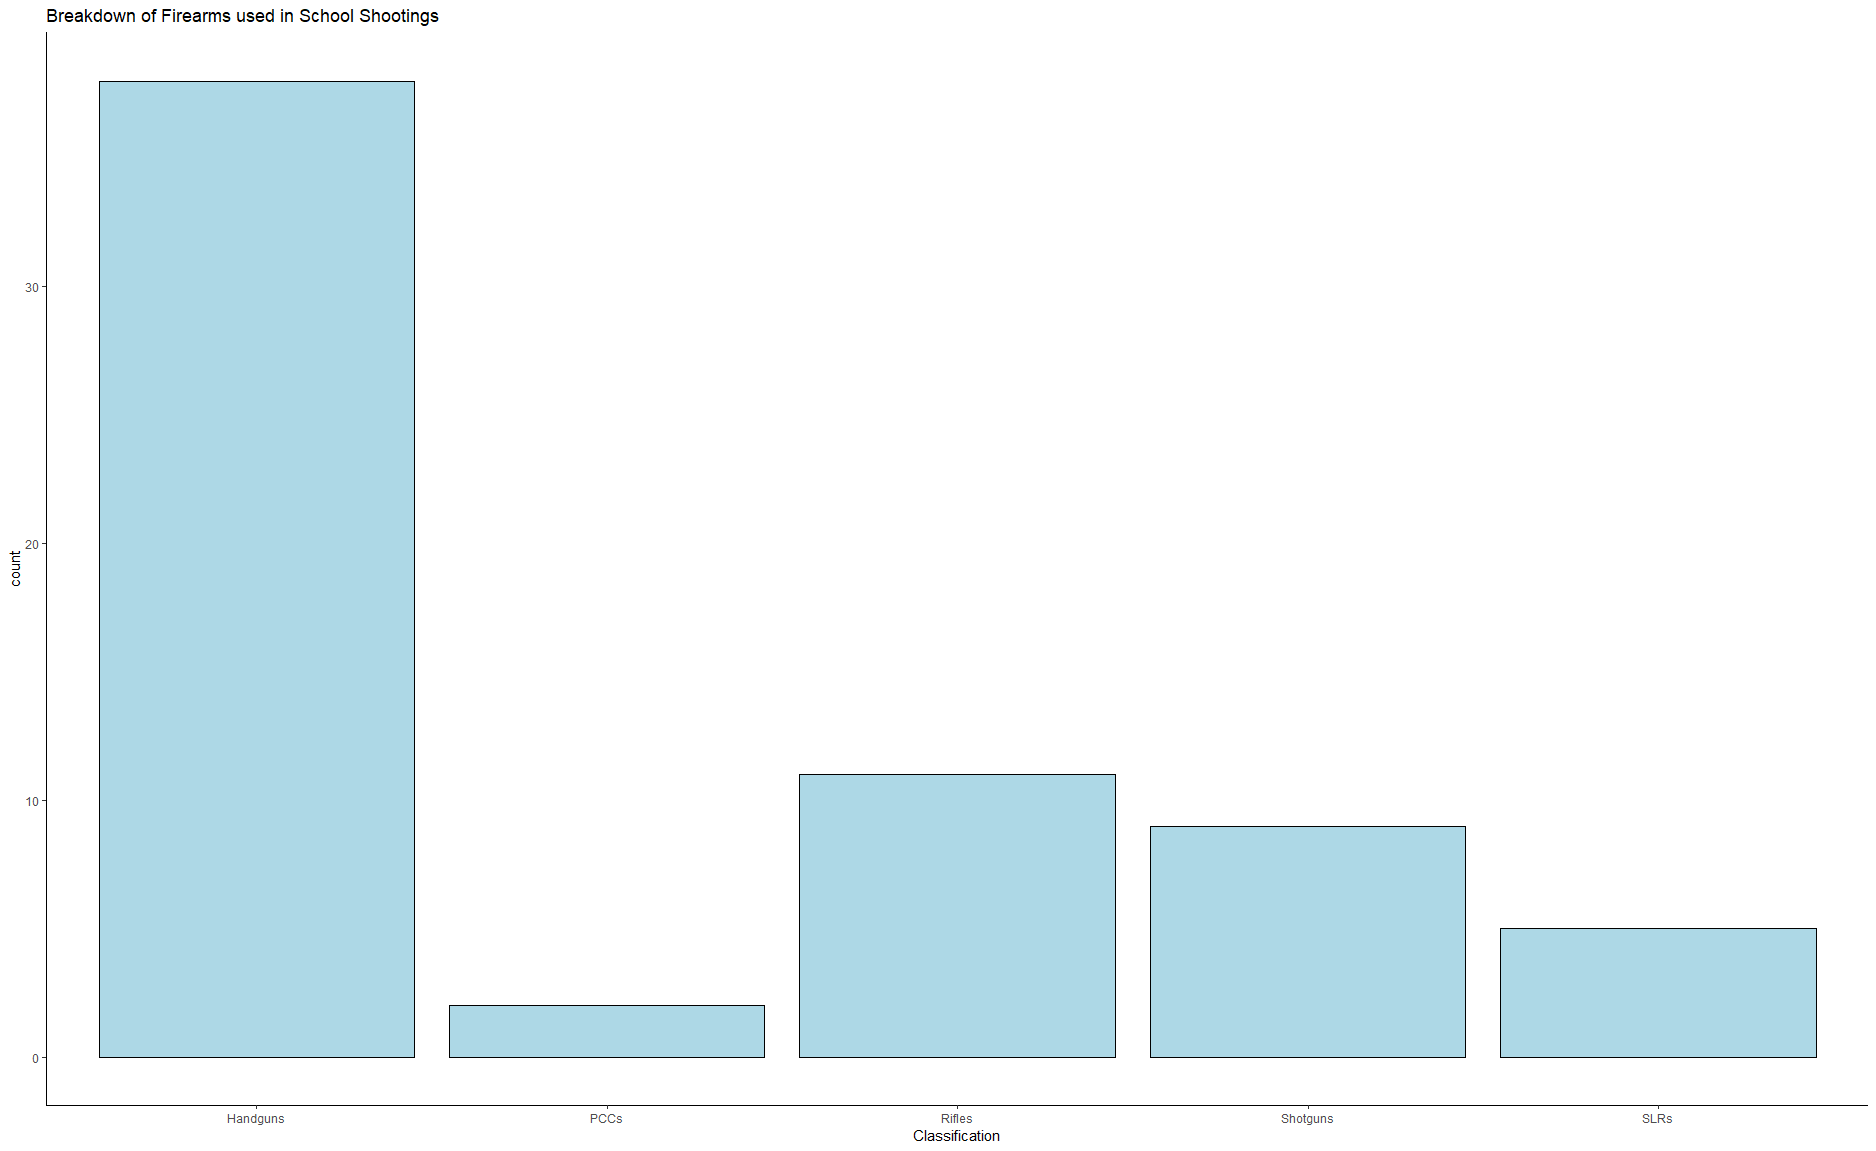 Breakdown of Firearms used in School Shootings
30
20
10
0
count
Handguns
PCCs
Rifles
Shotguns
SLRs
Classification